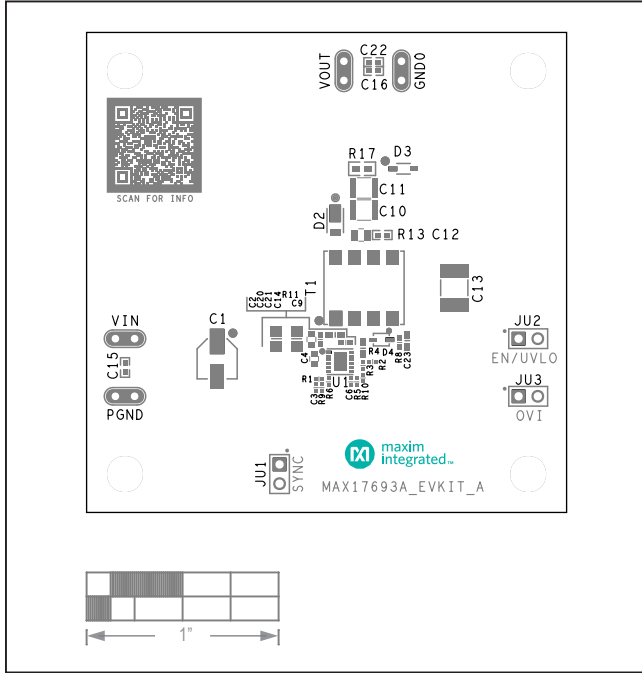 C22
VOUT
GND0
C16
SCAN FOR INFO
R17
D3
C11
C10
D2
R13 C12
T1
C13
C2
C20
C21
C14
R11
C9
VIN
C1
C15
PGND
C4
U1
R4 D4
R8
C23
R3
R2
R1
C3
R9
R6
C6
R5
R10
JU2
EN/UVLO
JU3
OVI
JU1
SYNC
maxim
integrated™
MAX17693A_EVKIT_A
1"